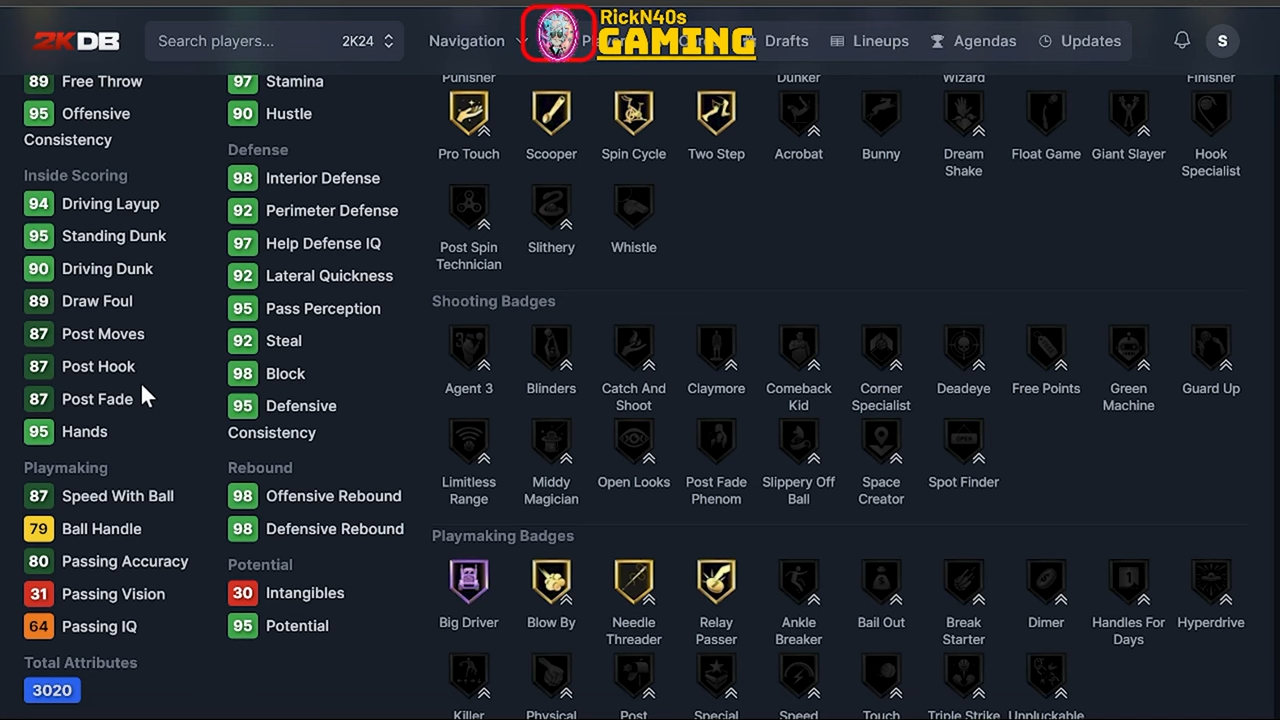 2KDB
Search players...
2K24
Navigation
RickN40s
GAMING
Drafts
Lineups
Agendas
Updates
S
89 Free Throw
95 Offensive
Consistency
Inside Scoring
94 Driving Layup
95 Standing Dunk
90 Driving Dunk
89 Draw Foul
87 Post Moves
87 Post Hook
87 Post Fade
95 Hands
Playmaking
87 Speed With Ball
79 Ball Handle
80 Passing Accuracy
31 Passing Vision
64 Passing IQ
Total Attributes
3020
97 Stamina
90 Hustle
Defense
98 Interior Defense
92 Perimeter Defense
97 Help Defense IQ
92 Lateral Quickness
95 Pass Perception
92 Steal
98 Block
95 Defensive
Consistency
Rebound
98 Offensive Rebound
98 Defensive Rebound
Potential
30 Intangibles
95 Potential
Punisher
Dunker
Wizard
Finisher
Pro Touch
Scooper
Spin Cycle
Two Step
Acrobat
Bunny
Dream
Shake
Float Game
Giant Slayer
Hook
Specialist
Post Spin
Technician
Slithery
Whistle
Shooting Badges
Agent 3
Blinders
Catch And
Shoot
Claymore
Comeback
Kid
Corner
Specialist
Deadeye
Free Points
Green
Machine
Guard Up
Limitless
Range
Middy
Magician
Open Looks
Post Fade
Phenom
Slippery Off
Ball
Space
Creator
Spot Finder
Playmaking Badges
Big Driver
Blow By
Needle
Threader
Relay
Passer
Ankle
Breaker
Bail Out
Break
Starter
Dimer
Handles For
Days
Hyperdrive
Killer
Physical
Post
Special
Speed
Touch
Triple Strike
Unpluckable